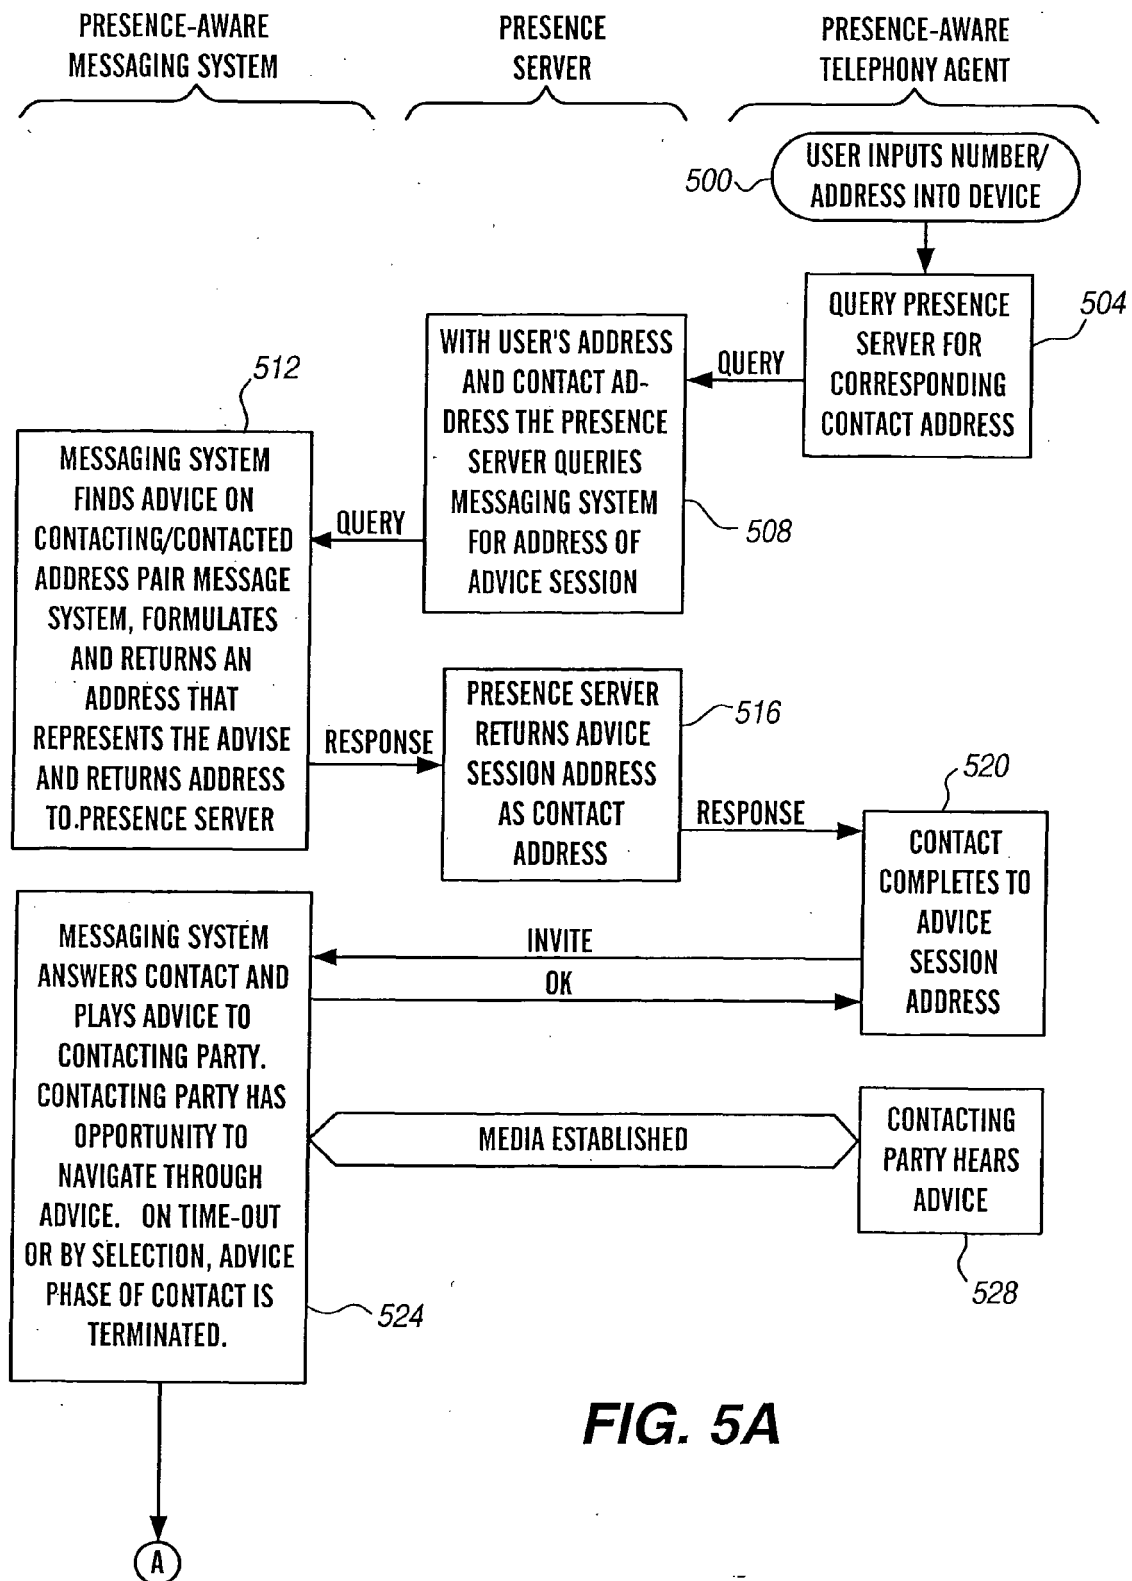 PRESENCE-AWARE
MESSAGING SYSTEM
PRESENCE
SERVER
PRESENCE-AWARE
TELEPHONY AGENT
500
USER INPUTS NUMBER/
ADDRESS INTO DEVICE
504
QUERY PRESENCE
SERVER FOR
CORRESPONDING
CONTACT ADDRESS
QUERY
WITH USER'S ADDRESS
AND CONTACT AD-
DRESS THE PRESENCE
SERVER QUERIES
MESSAGING SYSTEM
FOR ADDRESS OF
ADVICE SESSION
508
QUERY
512
MESSAGING SYSTEM
FINDS ADVICE ON
CONTACTING/CONTACTED
ADDRESS PAIR MESSAGE
SYSTEM, FORMULATES
AND RETURNS AN
ADDRESS THAT
REPRESENTS THE ADVISE
AND RETURNS ADDRESS
TO.PRESENCE SERVER
RESPONSE
PRESENCE SERVER
RETURNS ADVICE
SESSION ADDRESS
AS CONTACT
ADDRESS
516
RESPONSE
520
CONTACT
COMPLETES TO
ADVICE
SESSION
ADDRESS
INVITE
OK
MESSAGING SYSTEM
ANSWERS CONTACT AND
PLAYS ADVICE TO
CONTACTING PARTY.
CONTACTING PARTY HAS
OPPORTUNITY TO
NAVIGATE THROUGH
ADVICE. ON TIME-OUT
OR BY SELECTION, ADVICE
PHASE OF CONTACT IS
TERMINATED.
524
MEDIA ESTABLISHED
CONTACTING
PARTY HEARS
ADVICE
528
FIG. 5A
A